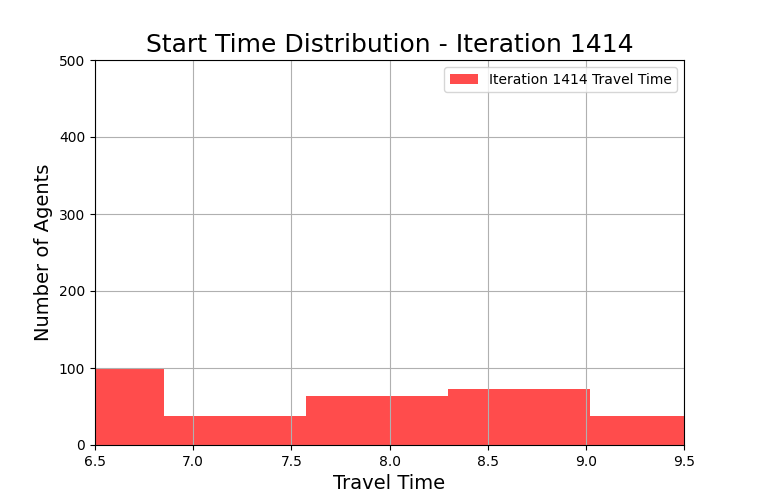 Start Time Distribution - Iteration 1414
Iteration 1414 Travel Time
Number of Agents
500
400
300
200
100
0
6.5 7.0 7.5 8.0 8.5 9.0 9.5
Travel Time